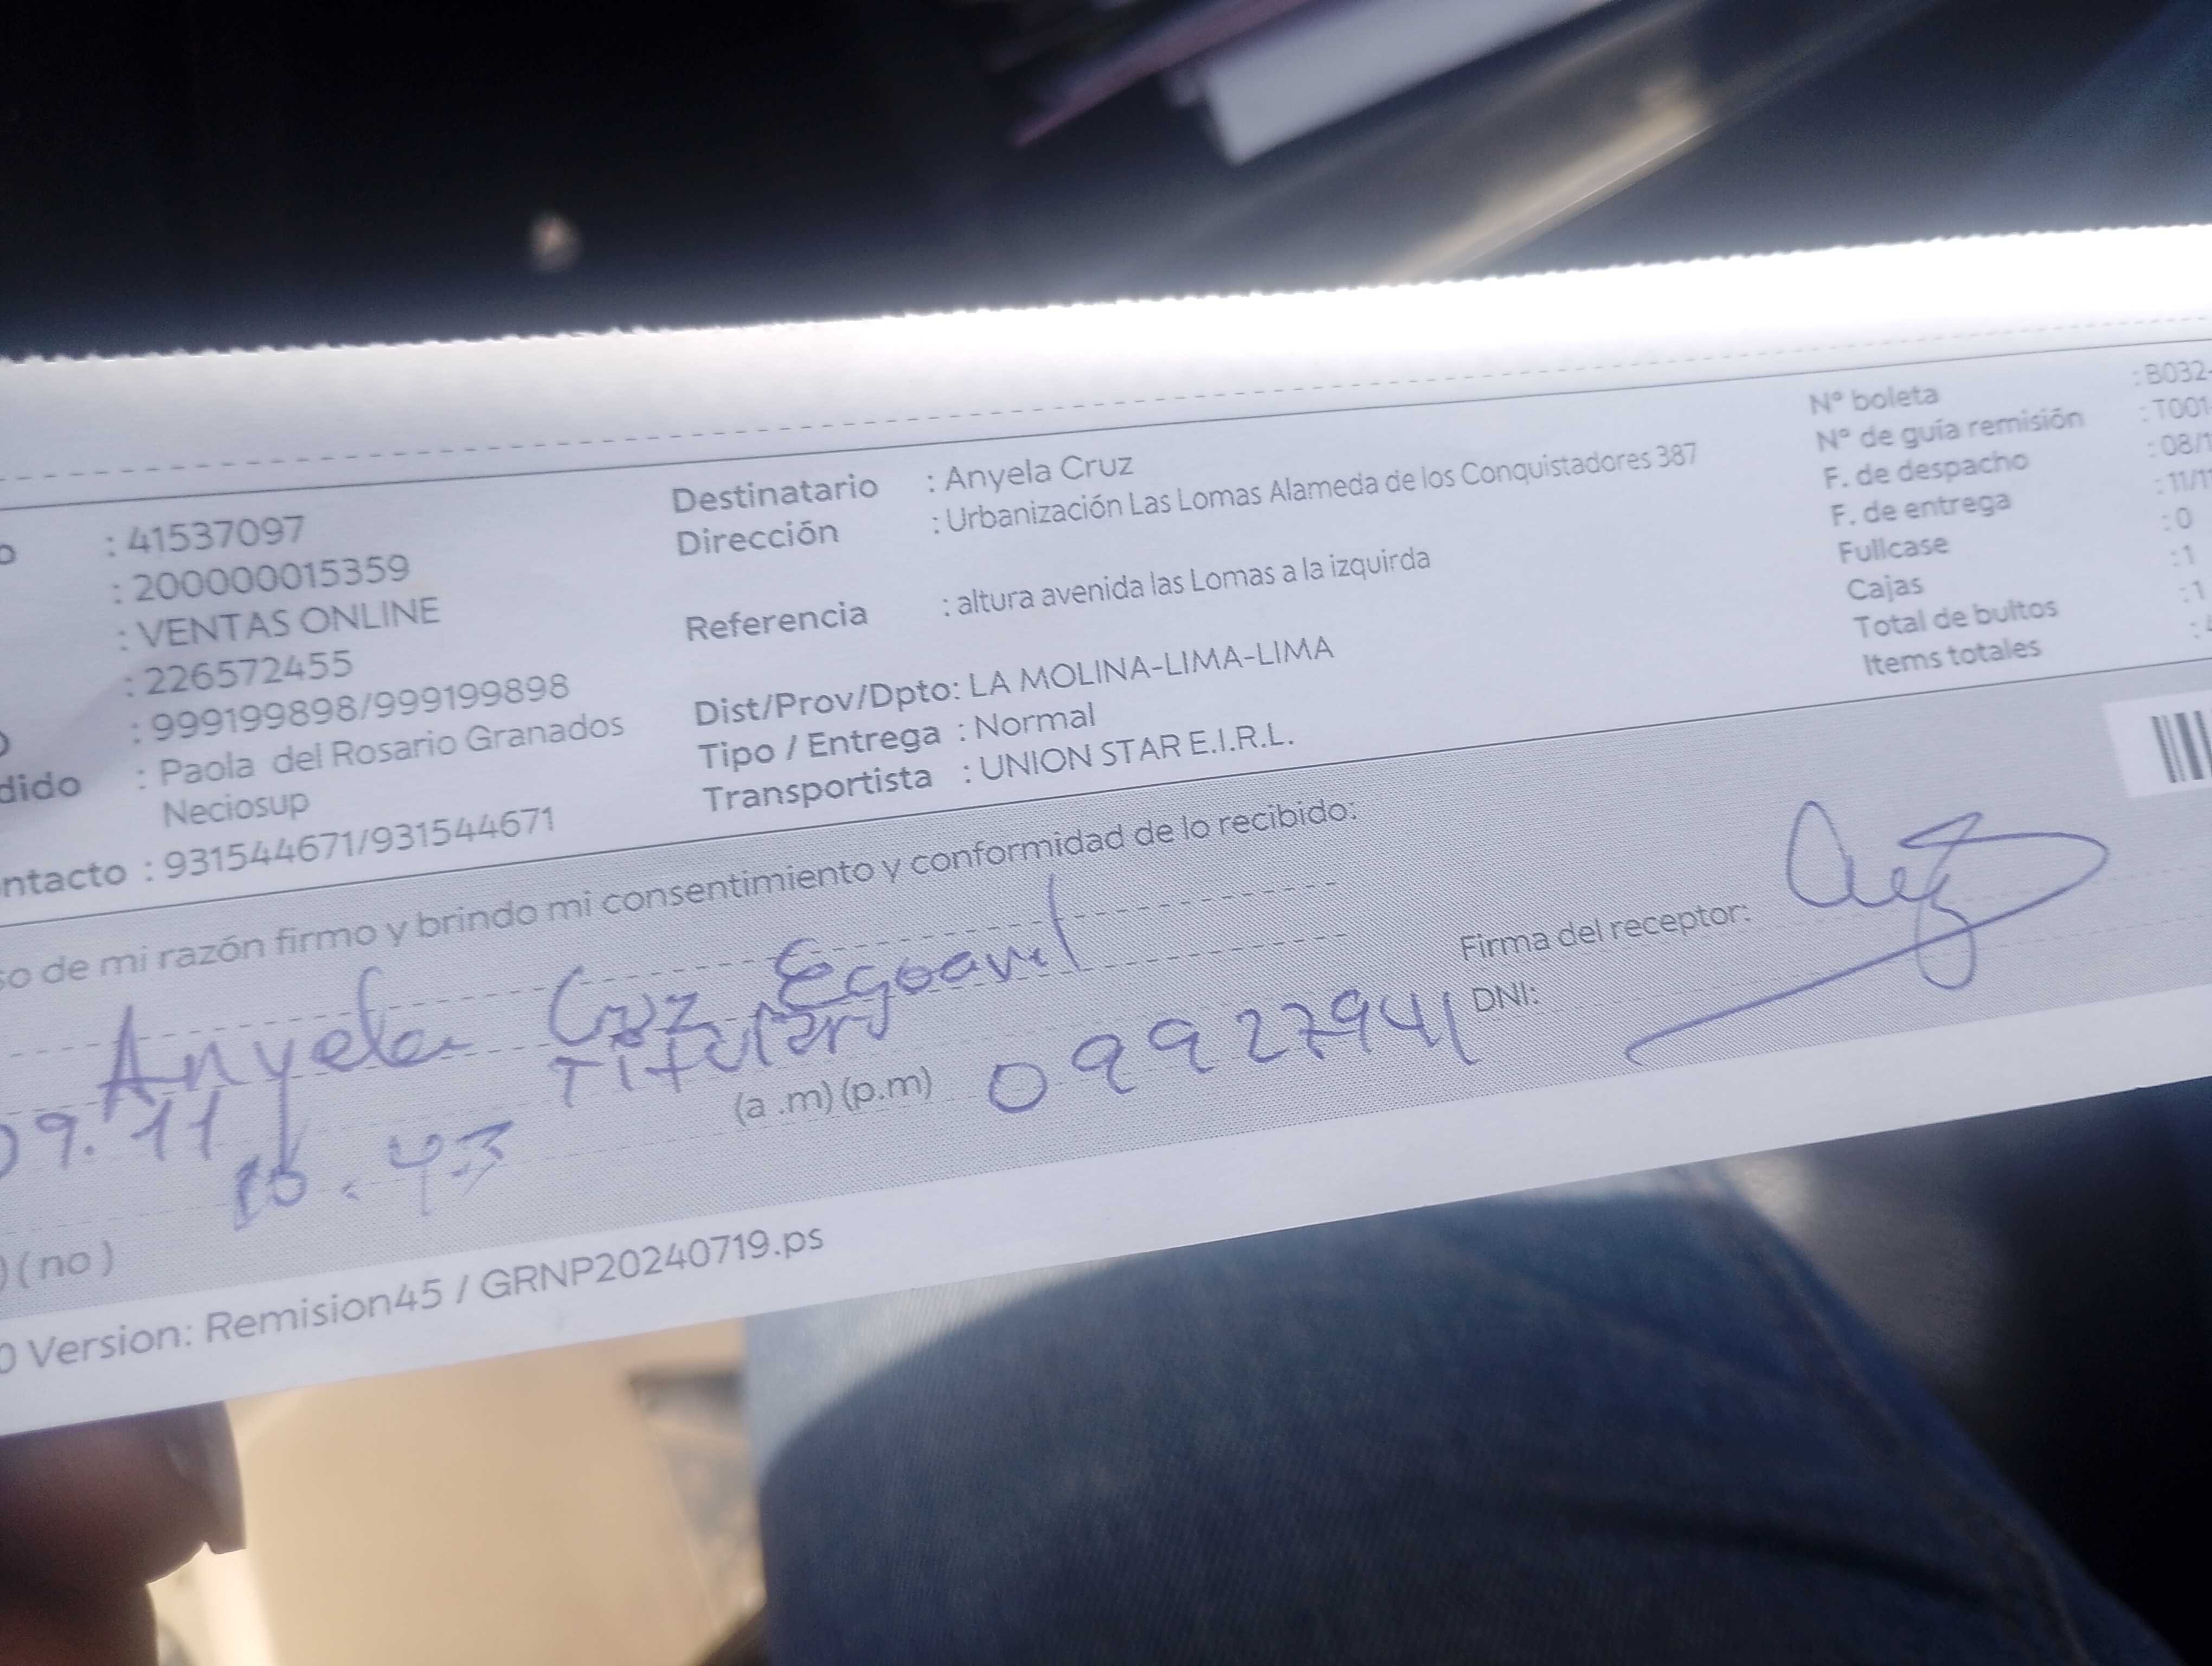 : 41537097
: 200000015359
: VENTAS ONLINE
: 226572455
: 999199898/999199898
dido : Paola del Rosario Granados
Neciosup
ntacto : 931544671/931544671
Destinatario : Anyela Cruz
Dirección : Urbanización Las Lomas Alameda de los Conquistadores 387
Referencia : altura avenida las Lomas a la izquirda
Dist/Prov/Dpto: LA MOLINA-LIMA-LIMA
Tipo / Entrega : Normal
Transportista : UNION STAR E.I.R.L.
N° boleta : B032-
N° de guía remisión : T001-
F. de despacho : 08/1
F. de entrega : 11/11
Fullcase : 0
Cajas : 1
Total de bultos : 1
Items totales :
so de mi razón firmo y brindo mi consentimiento y conformidad de lo recibido:
Anyela Cruz Egoavil
Titular
09.11
10.43
(a .m) (p.m)
09927941
Firma del receptor:
DNI:
) (no )
0 Version: Remision45 / GRNP20240719.ps